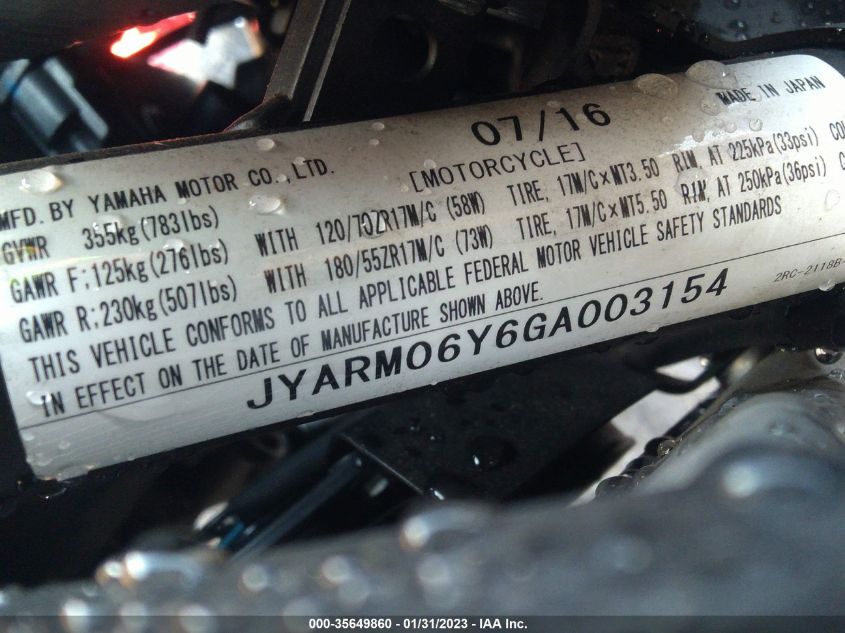 07/16
MADE IN JAPAN
MFD. BY YAMAHA MOTOR CO.,LTD.
[MOTORCYCLE]
GVWR 355kg(783lbs)
GAWR F:125kg(276lbs) WITH 120/70ZR17M/C (58W) TIRE, 17M/C×MT3.50 RIM, AT 225kPa(33psi)
GAWR R:230kg(507lbs) WITH 180/55ZR17M/C (73W) TIRE, 17M/C×MT5.50 RIM, AT 250kPa(36psi)
THIS VEHICLE CONFORMS TO ALL APPLICABLE FEDERAL MOTOR VEHICLE SAFETY STANDARDS
IN EFFECT ON THE DATE OF MANUFACTURE SHOWN ABOVE.
2RC-2118B-
JYARM06Y6GA003154
000-35649860 - 01/31/2023 - IAA Inc.